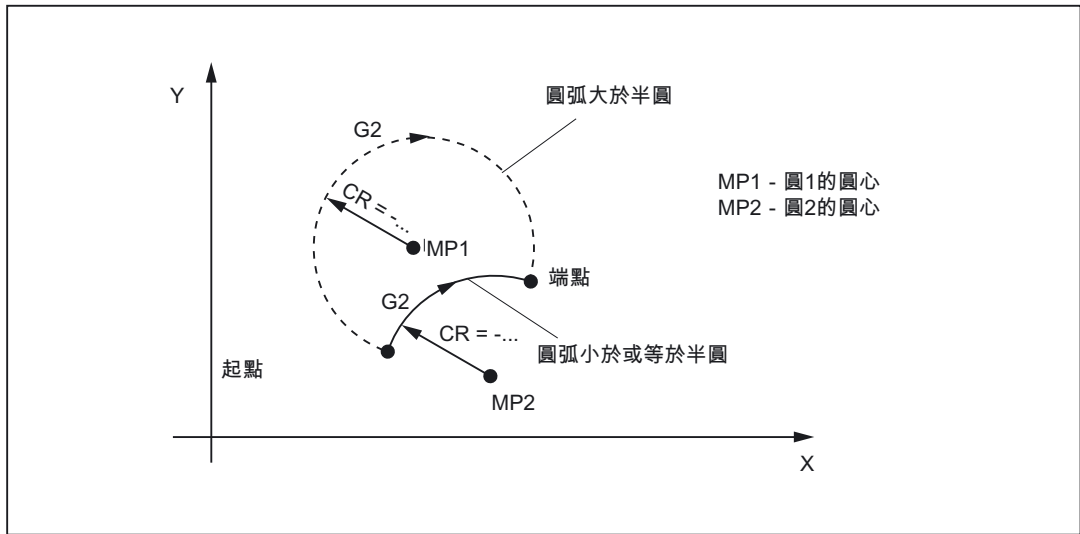 Y
圓弧大於半圓
G2
MP1 - 圓1的圓心
MP2 - 圓2的圓心
CR = -...
MP1
端點
G2
CR = -...
圓弧小於或等於半圓
起點
MP2
X